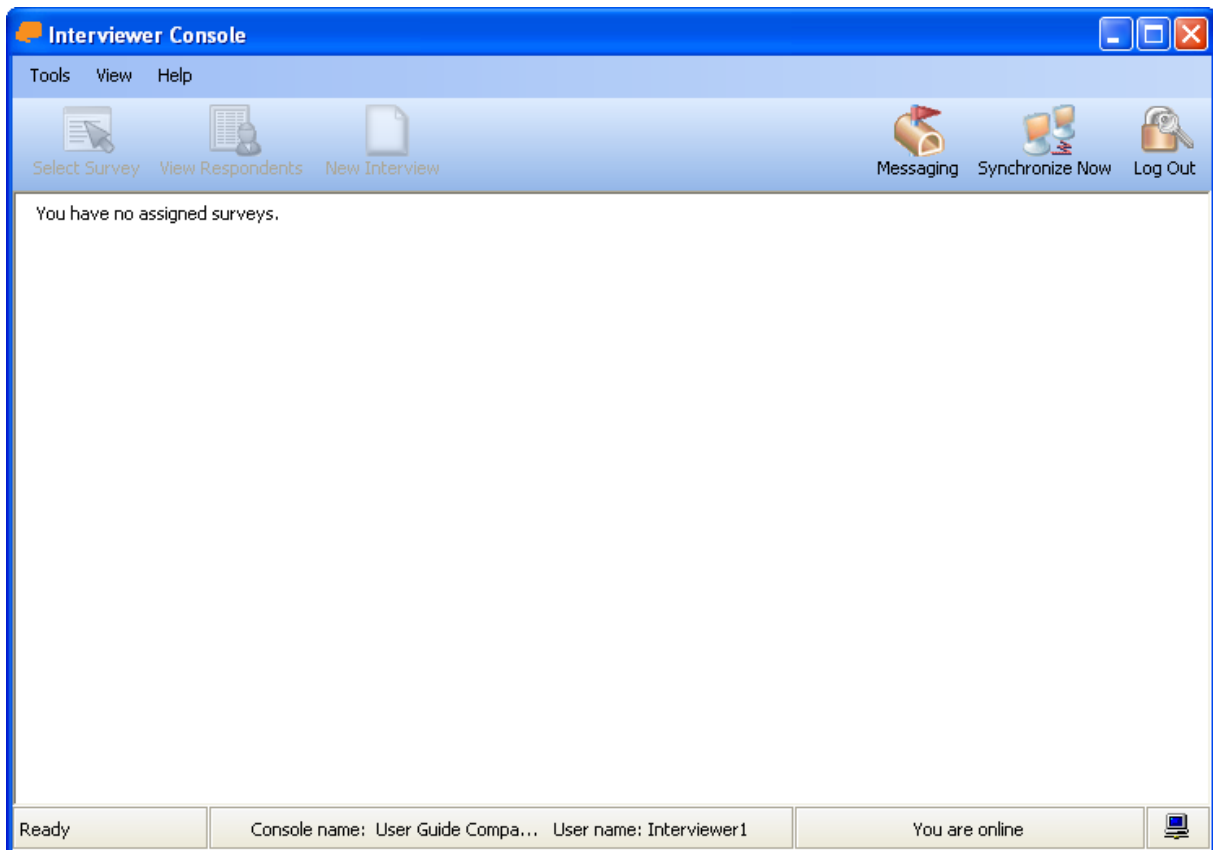 Interviewer Console
Tools View Help
Select Survey View Respondents New Interview Messaging Synchronize Now Log Out
You have no assigned surveys.
Ready Console name: User Guide Compa... User name: Interviewer1 You are online